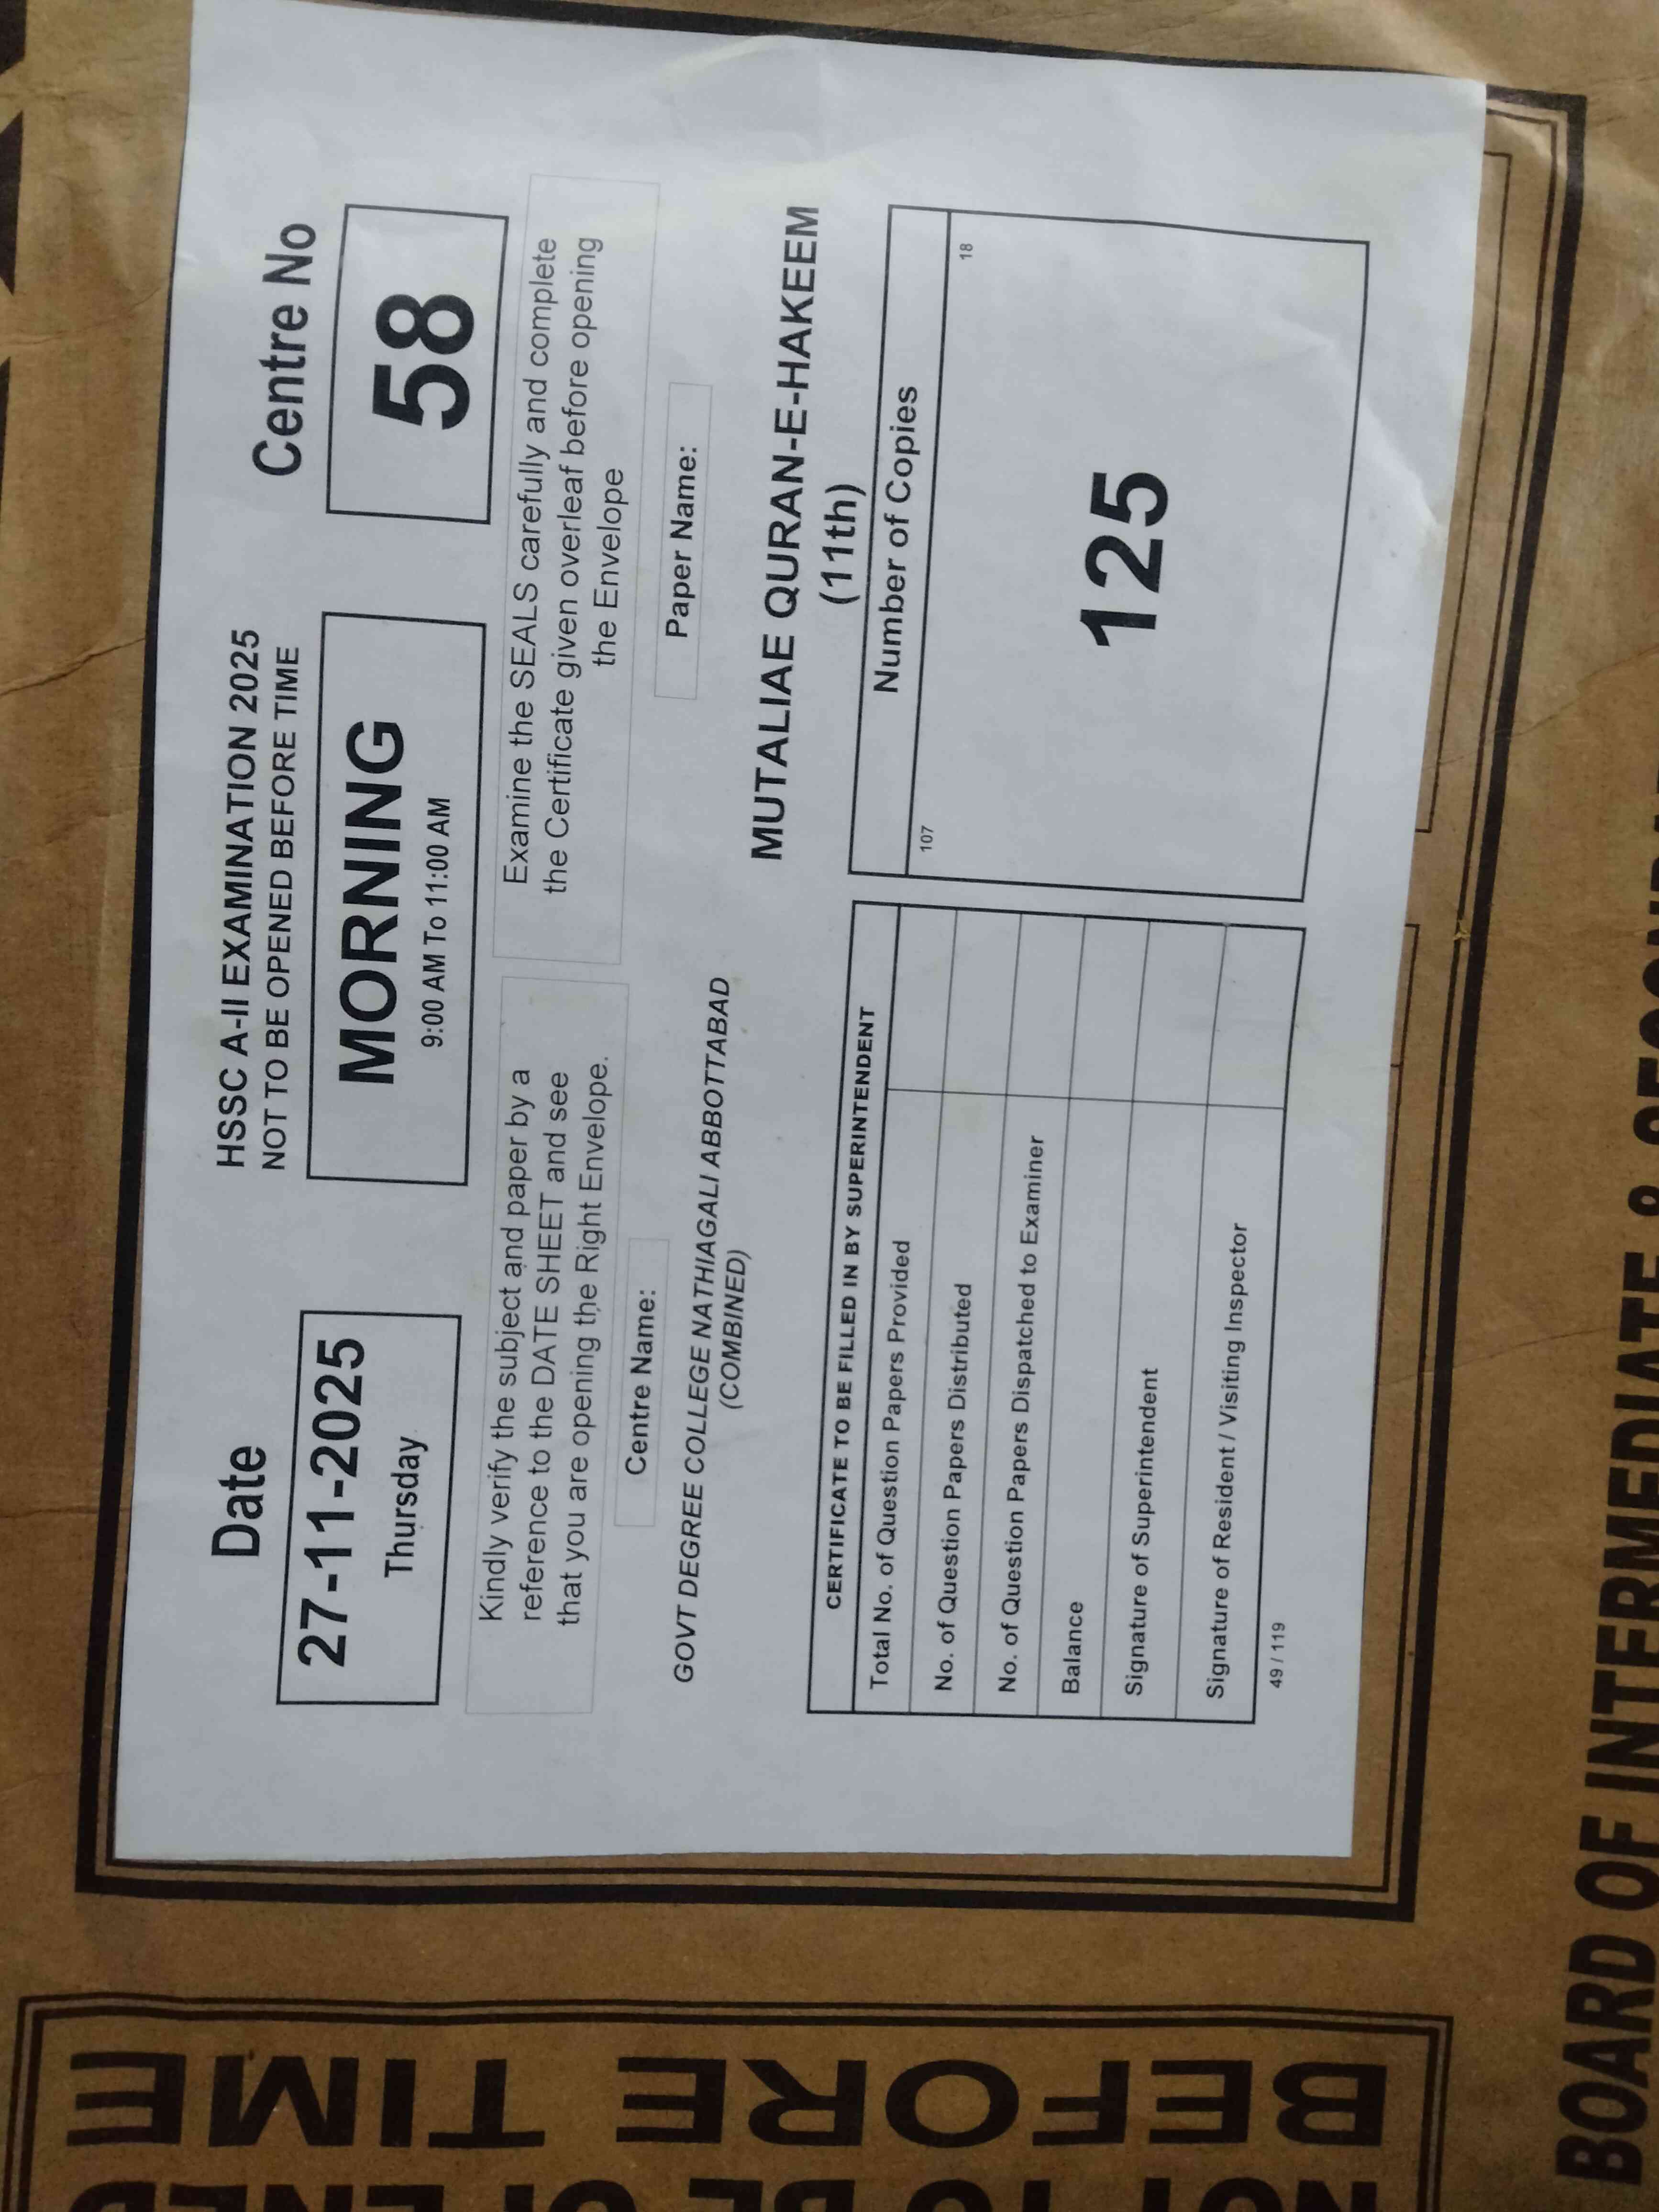 Date
27-11-2025
Thursday
HSSC A-II EXAMINATION 2025
NOT TO BE OPENED BEFORE TIME
MORNING
9:00 AM To 11:00 AM
Centre No
58
Kindly verify the subject and paper by a
reference to the DATE SHEET and see
that you are opening the Right Envelope.
Examine the SEALS carefully and complete
the Certificate given overleaf before opening
the Envelope
Centre Name:
GOVT DEGREE COLLEGE NATHIAGALI ABBOTTABAD
(COMBINED)
Paper Name:
MUTALIAE QURAN-E-HAKEEM
(11th)
CERTIFICATE TO BE FILLED IN BY SUPERINTENDENT
Total No. of Question Papers Provided
No. of Question Papers Distributed
No. of Question Papers Dispatched to Examiner
Balance
Signature of Superintendent
Signature of Resident / Visiting Inspector
49 / 119
Number of Copies
107
18
125
BOARD OF INTERMEDIATE &
TO BE
BEFORE TIME